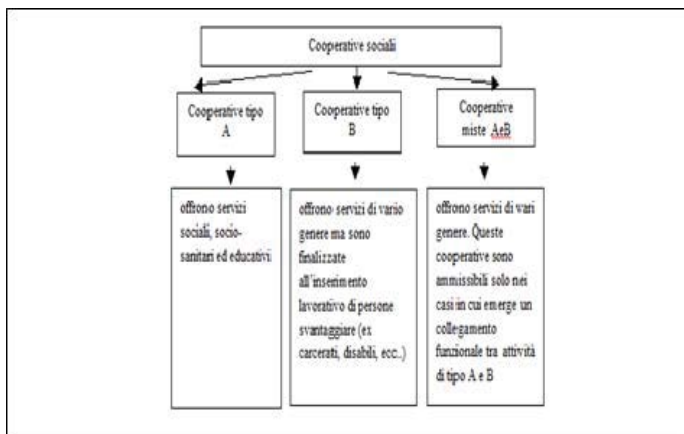 Cooperative sociali
Cooperative tipo
A
Cooperative tipo
B
Cooperative
miste AeB
offrono servizi
sociali, socio-
sanitari ed educativi
offrono servizi di vario
genere ma sono
finalizzate
all'inserimento
lavorativo di persone
svantaggiare (ex
carcerati, disabili, ecc..)
offrono servizi di vari
genere. Queste
cooperative sono
ammissibili solo nei
casi in cui emerge un
collegamento
funzionale tra attività
di tipo A e B